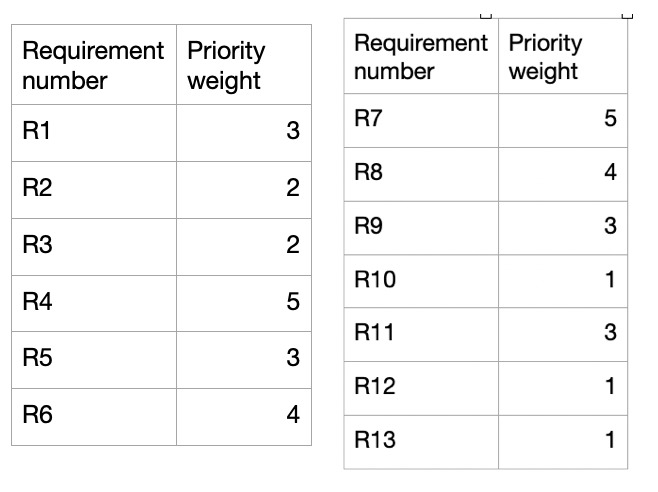 Requirement number Priority weight
R1 3
R2 2
R3 2
R4 5
R5 3
R6 4
Requirement number Priority weight
R7 5
R8 4
R9 3
R10 1
R11 3
R12 1
R13 1